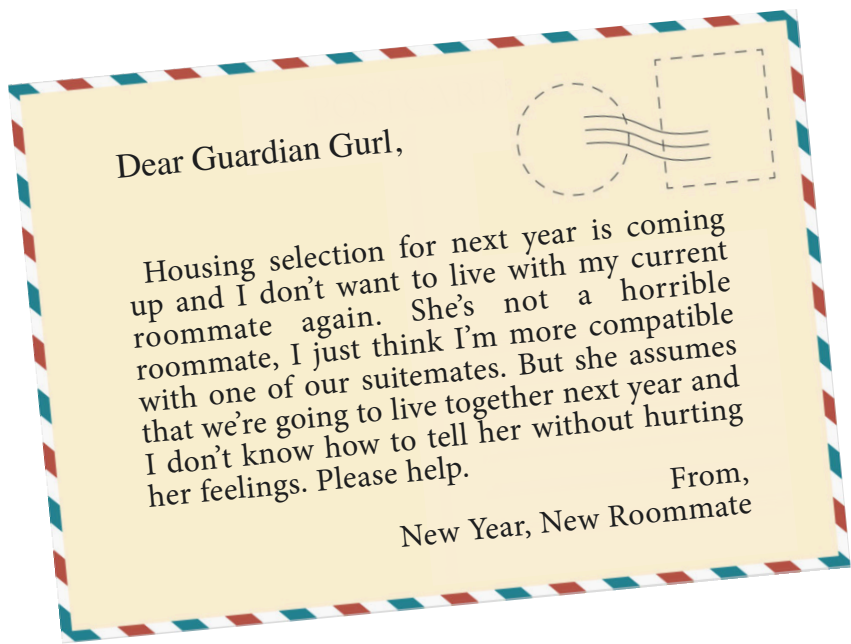 Dear Guardian Gurl,
Housing selection for next year is coming
up and I don't want to live with my current
roommate again. She's not a horrible
roommate, I just think I'm more compatible
with one of our suitemates. But she assumes
that we're going to live together next year and
I don't know how to tell her without hurting
her feelings. Please help.
From,
New Year, New Roommate